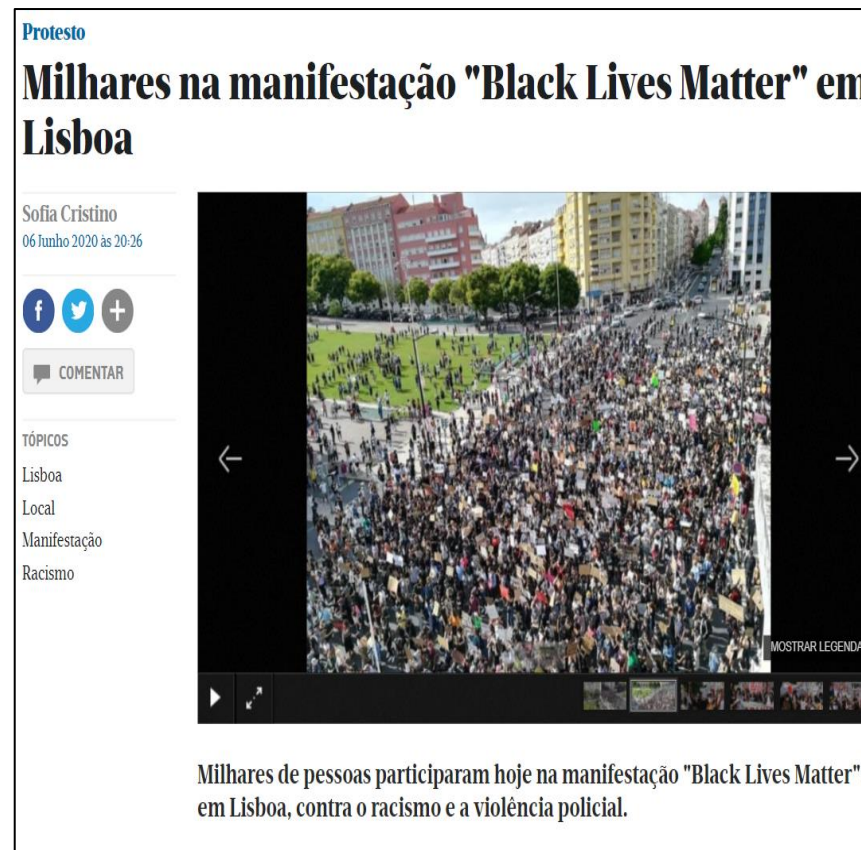 Protesto
Milhares na manifestação "Black Lives Matter" em
Lisboa
Sofia Cristino
06 Junho 2020 às 20:26
COMENTAR
TÓPICOS
Lisboa
Local
Manifestação
Racismo
MOSTRAR LEGENDA
Milhares de pessoas participaram hoje na manifestação "Black Lives Matter"
em Lisboa, contra o racismo e a violência policial.